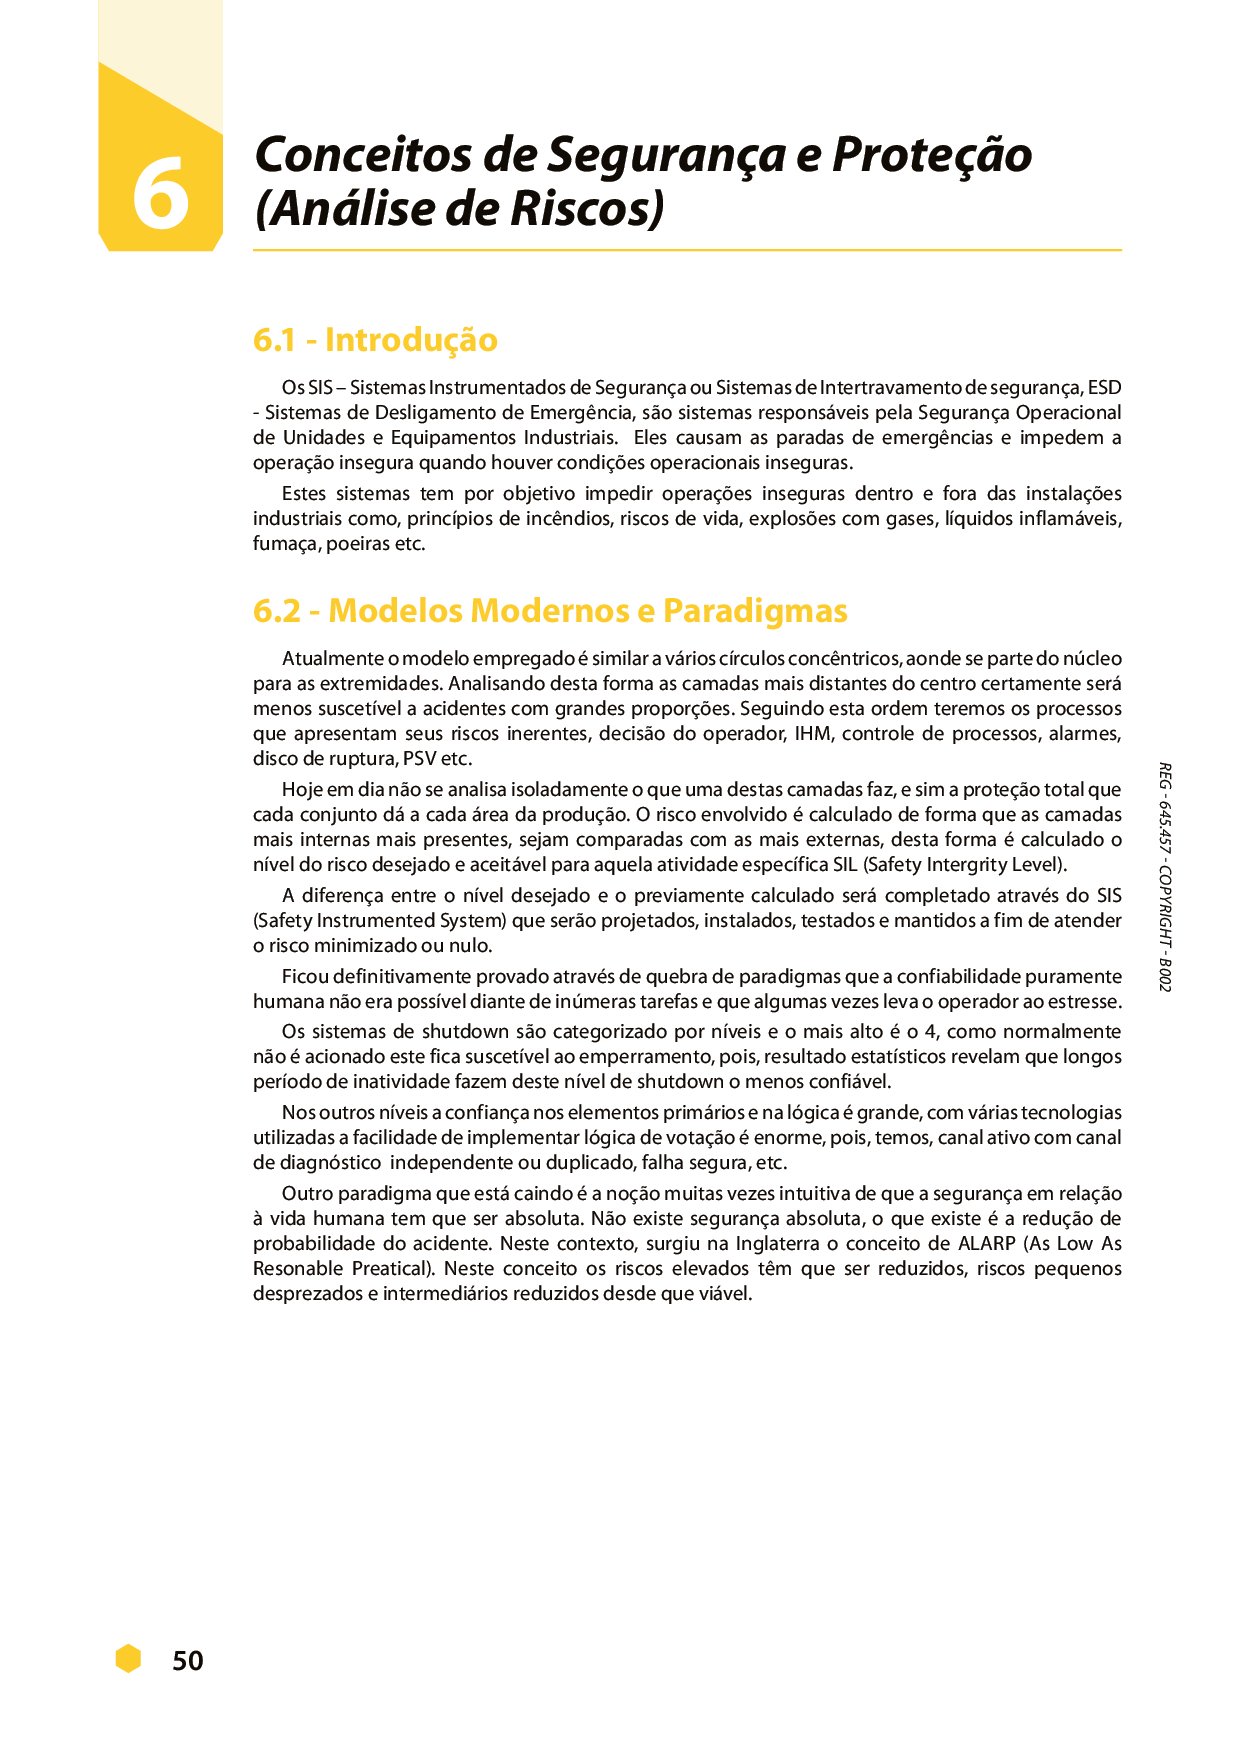 6
Conceitos de Segurança e Proteção
(Análise de Riscos)
6.1 - Introdução
Os SIS – Sistemas Instrumentados de Segurança ou Sistemas de Intertravamento de segurança, ESD
- Sistemas de Desligamento de Emergência, são sistemas responsáveis pela Segurança Operacional
de Unidades e Equipamentos Industriais. Eles causam as paradas de emergências e impedem a
operação insegura quando houver condições operacionais inseguras.
Estes sistemas tem por objetivo impedir operações inseguras dentro e fora das instalações
industriais como, princípios de incêndios, riscos de vida, explosões com gases, líquidos inflamáveis,
fumaça, poeiras etc.
6.2 - Modelos Modernos e Paradigmas
Atualmente o modelo empregado é similar a vários círculos concêntricos, aonde se parte do núcleo
para as extremidades. Analisando desta forma as camadas mais distantes do centro certamente será
menos suscetível a acidentes com grandes proporções. Seguindo esta ordem teremos os processos
que apresentam seus riscos inerentes, decisão do operador, IHM, controle de processos, alarmes,
disco de ruptura, PSV etc.
Hoje em dia não se analisa isoladamente o que uma destas camadas faz, e sim a proteção total que
cada conjunto dá a cada área da produção. O risco envolvido é calculado de forma que as camadas
mais internas mais presentes, sejam comparadas com as mais externas, desta forma é calculado o
nível do risco desejado e aceitável para aquela atividade específica SIL (Safety Intergrity Level).
A diferença entre o nível desejado e o previamente calculado será completado através do SIS
(Safety Instrumented System) que serão projetados, instalados, testados e mantidos a fim de atender
o risco minimizado ou nulo.
Ficou definitivamente provado através de quebra de paradigmas que a confiabilidade puramente
humana não era possível diante de inúmeras tarefas e que algumas vezes leva o operador ao estresse.
Os sistemas de shutdown são categorizado por níveis e o mais alto é o 4, como normalmente
não é acionado este fica suscetível ao emperramento, pois, resultado estatísticos revelam que longos
período de inatividade fazem deste nível de shutdown o menos confiável.
Nos outros níveis a confiança nos elementos primários e na lógica é grande, com várias tecnologias
utilizadas a facilidade de implementar lógica de votação é enorme, pois, temos, canal ativo com canal
de diagnóstico independente ou duplicado, falha segura, etc.
Outro paradigma que está caindo é a noção muitas vezes intuitiva de que a segurança em relação
à vida humana tem que ser absoluta. Não existe segurança absoluta, o que existe é a redução de
probabilidade do acidente. Neste contexto, surgiu na Inglaterra o conceito de ALARP (As Low As
Resonable Preatical). Neste conceito os riscos elevados têm que ser reduzidos, riscos pequenos
desprezados e intermediários reduzidos desde que viável.
REG - 645.457 - COPYRIGHT - B002
50